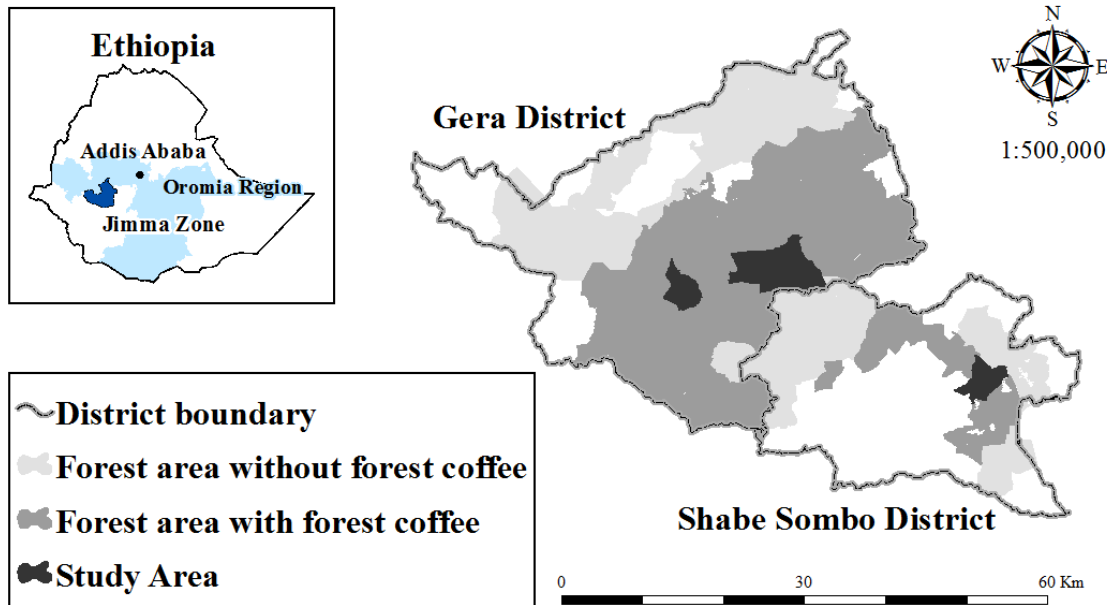 Ethiopia
Addis Ababa
Oromia Region
Jimma Zone
Gera District
N
W E
S
1:500,000
District boundary
Forest area without forest coffee
Forest area with forest coffee
Study Area
Shabe Sombo District
0 30 60 Km